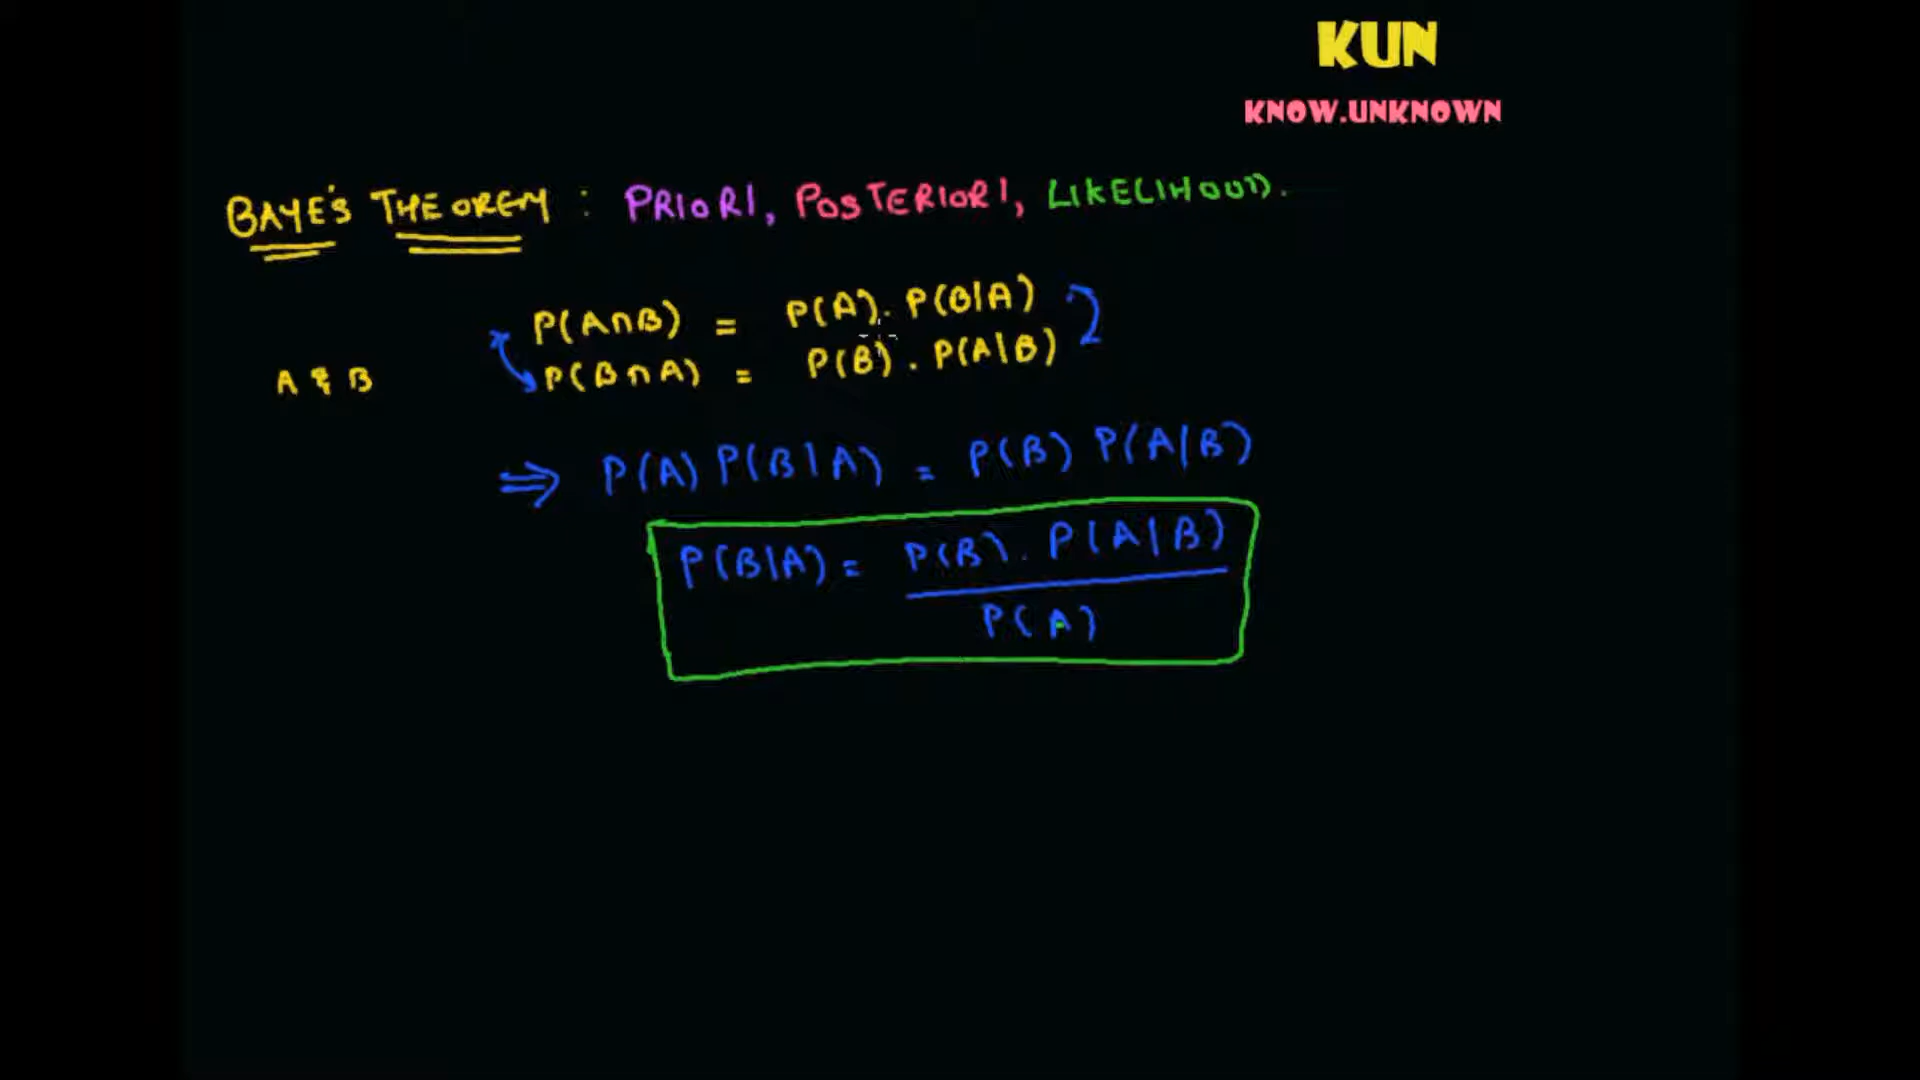 KUN
KNOW.UNKNOWN
BAYE'S THEOREM : PRIORI, POSTERIORI, LIKELIHOOD.
P(A∩B) = P(A). P(B|A)
A & B
P(B∩A) = P(B). P(A|B)
⇒ P(A) P(B|A) = P(B) P(A|B)
P(B|A) = P(B). P(A|B)
P(A)